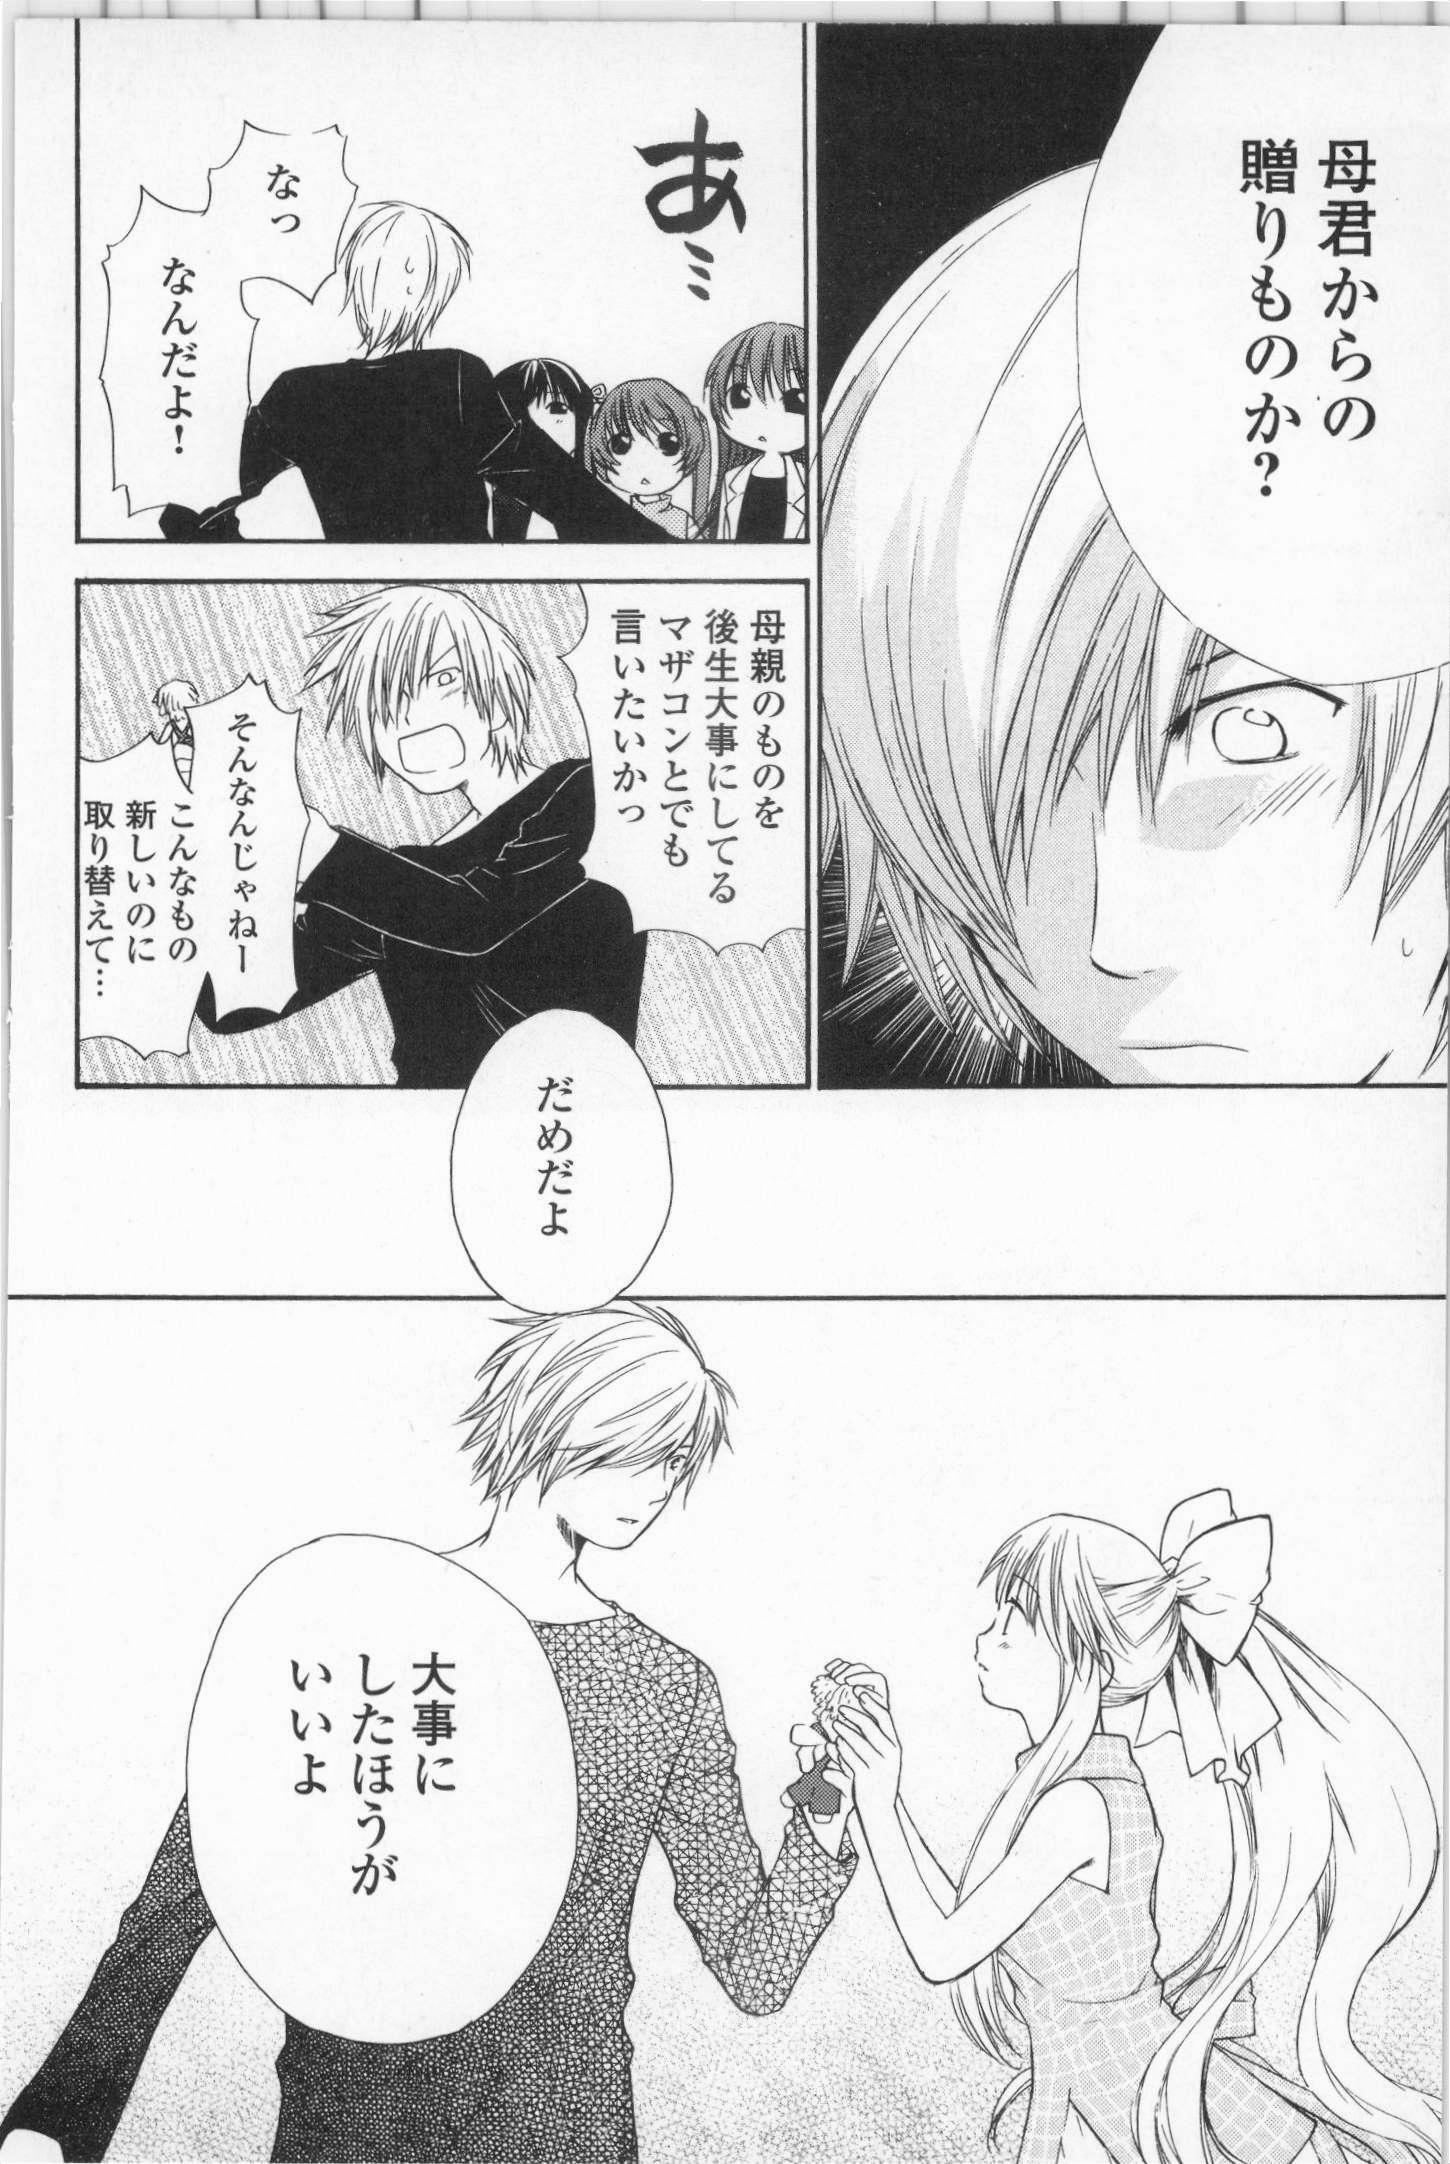 母君からの
贈りものか？
あ…
なっ
なんだよ！
母親のものを
後生大事にしてる
マザコンとでも
言いたいかっ
そんなんじゃねー
こんなもの
新しいのに
取り替えて…
だめだよ
大事に
したほうが
いいよ